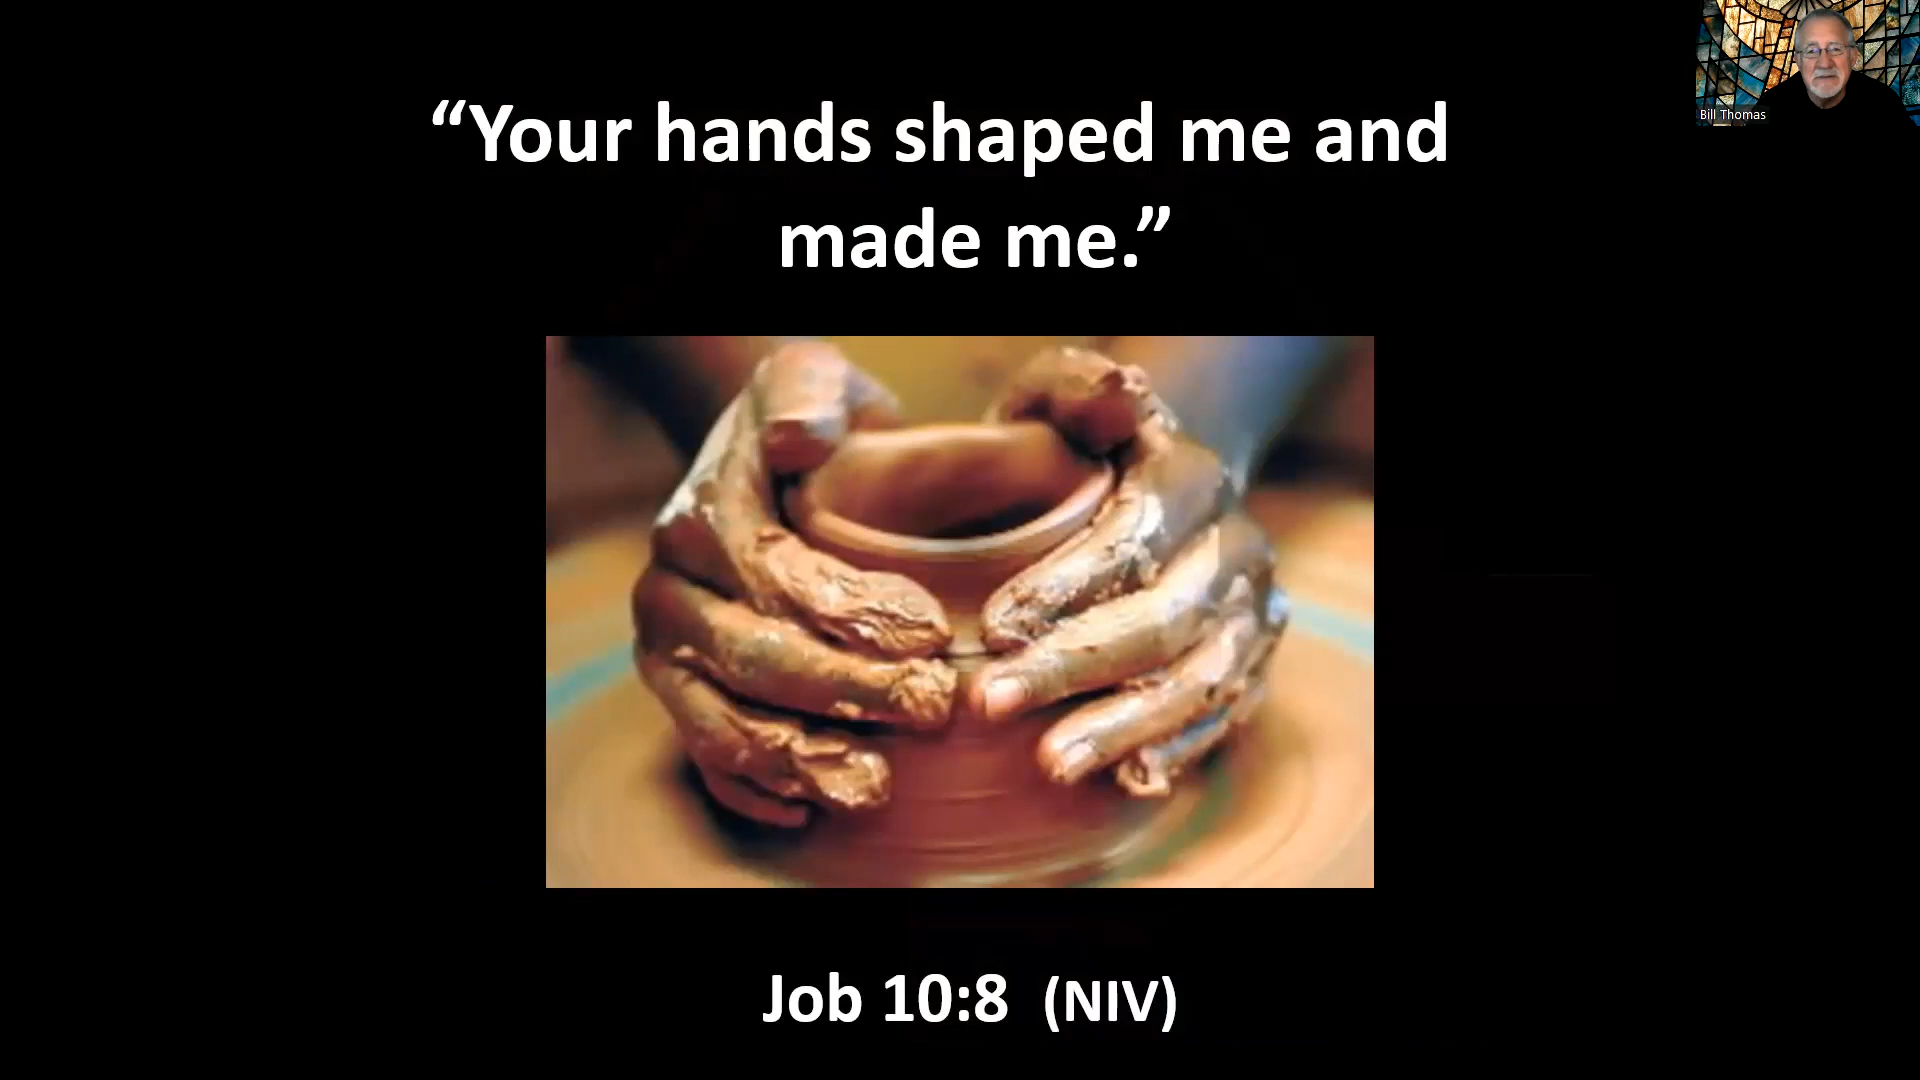 “Your hands shaped me and
made me.”
Bill Thomas
Job 10:8 (NIV)